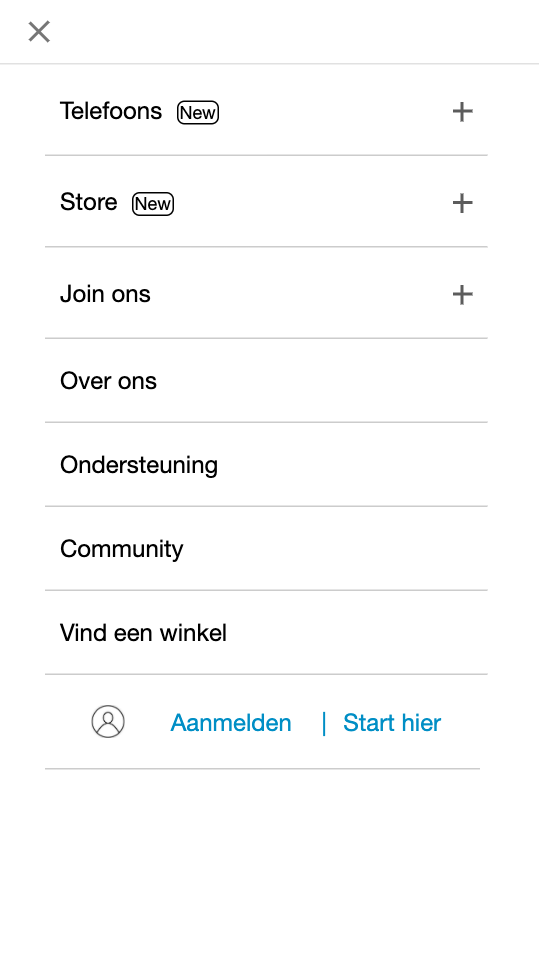 Telefoons New
Store New
Join ons
Over ons
Ondersteuning
Community
Vind een winkel
Aanmelden | Start hier